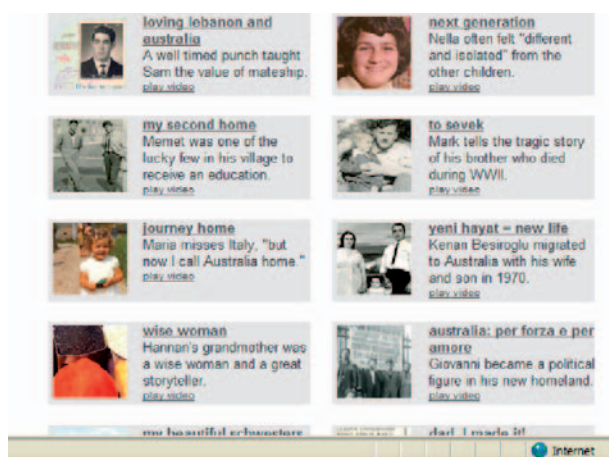 loving lebanon and
australia
A well timed punch taught
Sam the value of mateship.
play video
next generation
Nella often felt "different
and isolated" from the
other children.
play video
my second home
Memet was one of the
lucky few in his village to
receive an education.
play video
to sevek
Mark tells the tragic story
of his brother who died
during WWII.
play video
journey home
Maria misses Italy, "but
now I call Australia home."
play video
yeni hayat – new life
Kenan Besiroglu migrated
to Australia with his wife
and son in 1970.
play video
wise woman
Hannan's grandmother was
a wise woman and a great
storyteller.
play video
australia: per forza e per
amore
Giovanni became a political
figure in his new homeland.
play video
my beautiful schwesters
dad, I made it!
Internet